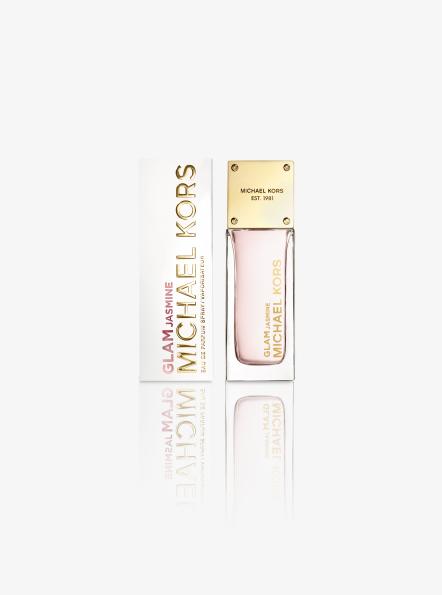 GLAM JASMINE
MICHAEL KORS
EAU DE PARFUM SPRAY/VAPORISATEUR
MICHAEL KORS
EST. 1981
GLAM JASMINE
MICHAEL KORS